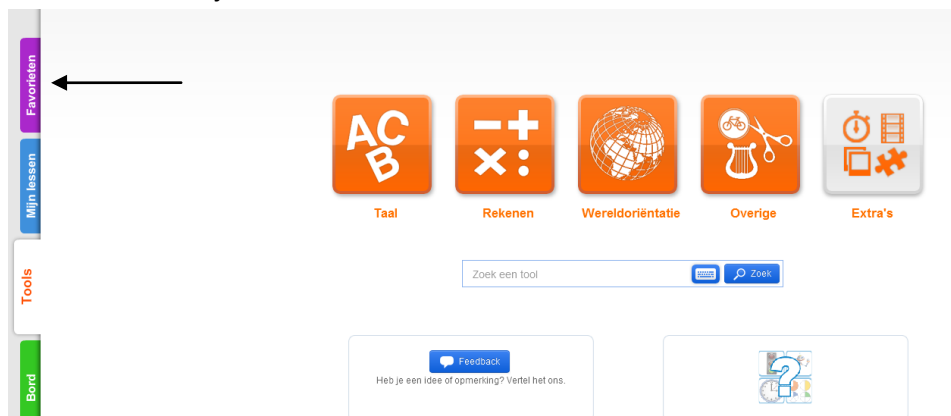 Favorieten
Mijn lessen
Tools
Bord
ACB
Taal
Rekenen
Wereldoriëntatie
Overige
Extra's
Zoek een tool
Zoek
Feedback
Heb je een idee of opmerking? Vertel het ons.
?